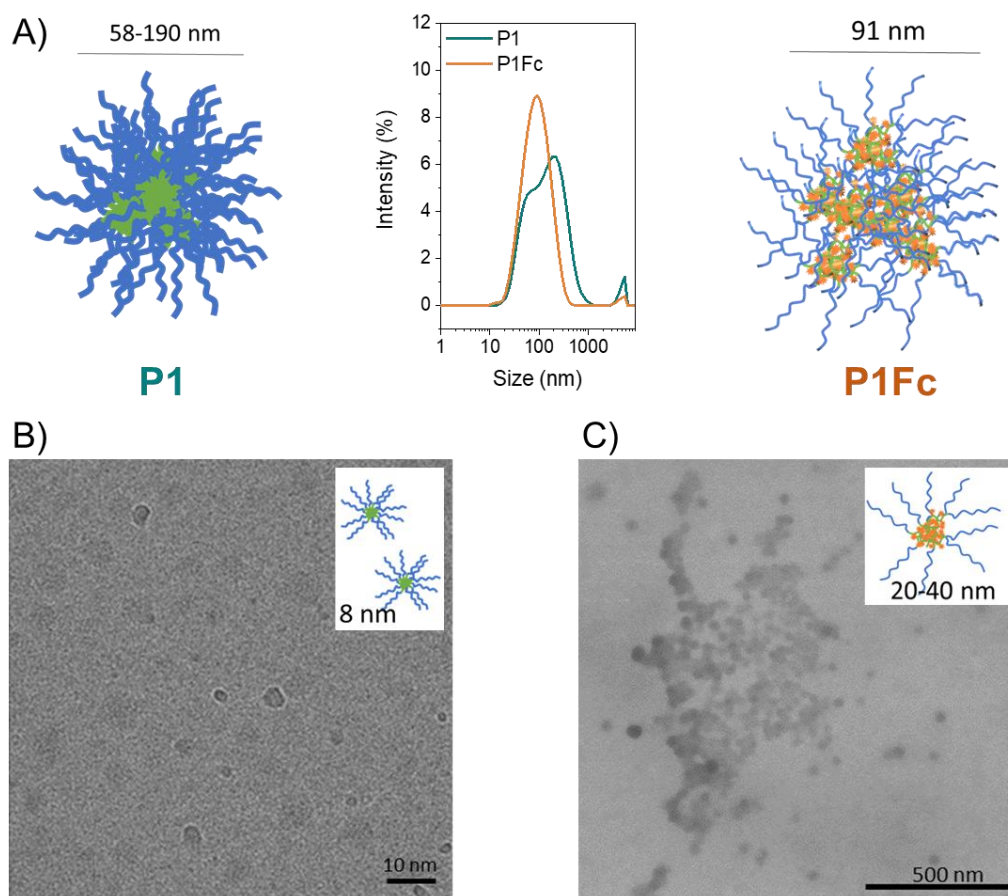 A)
58-190 nm
P1
12
10
8
6
4
2
0
Intensity (%)
P1
P1Fc
1
10
100
1000
Size (nm)
91 nm
P1Fc
B)
8 nm
10 nm
C)
20-40 nm
500 nm